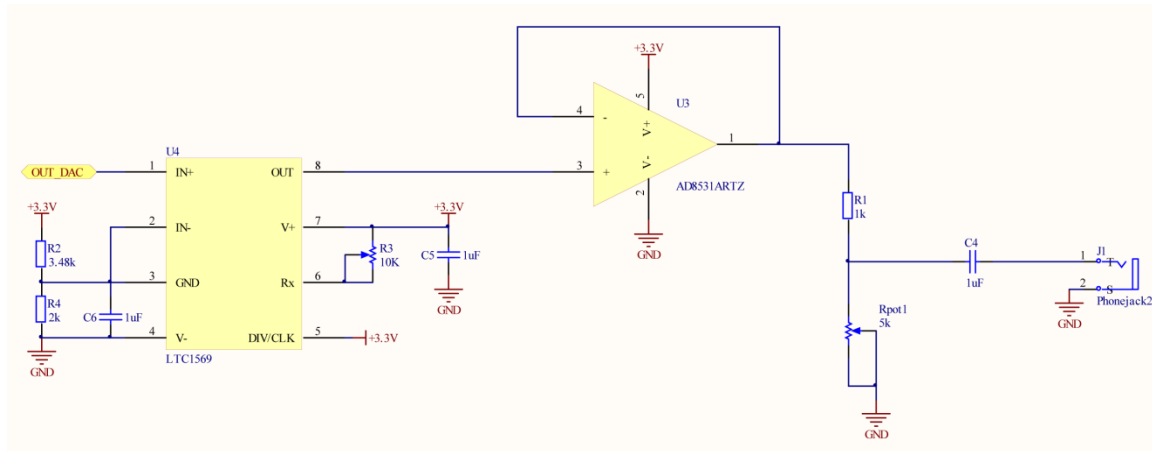 +3.3V
4
-
5
V+
U3
1
V-
2
3
+
AD8531ARTZ
GND
U4
OUT_DAC
1
IN+
OUT
8
+3.3V
R2
3.48k
2
IN-
V+
7
+3.3V
R3
10K
C5
1uF
3
GND
Rx
6
GND
R4
2k
C6
1uF
4
V-
DIV/CLK
5
+3.3V
GND
LTC1569
R1
1k
C4
1uF
J1
1
T
2
S
GND
Phonejack2
Rpot1
5k
GND